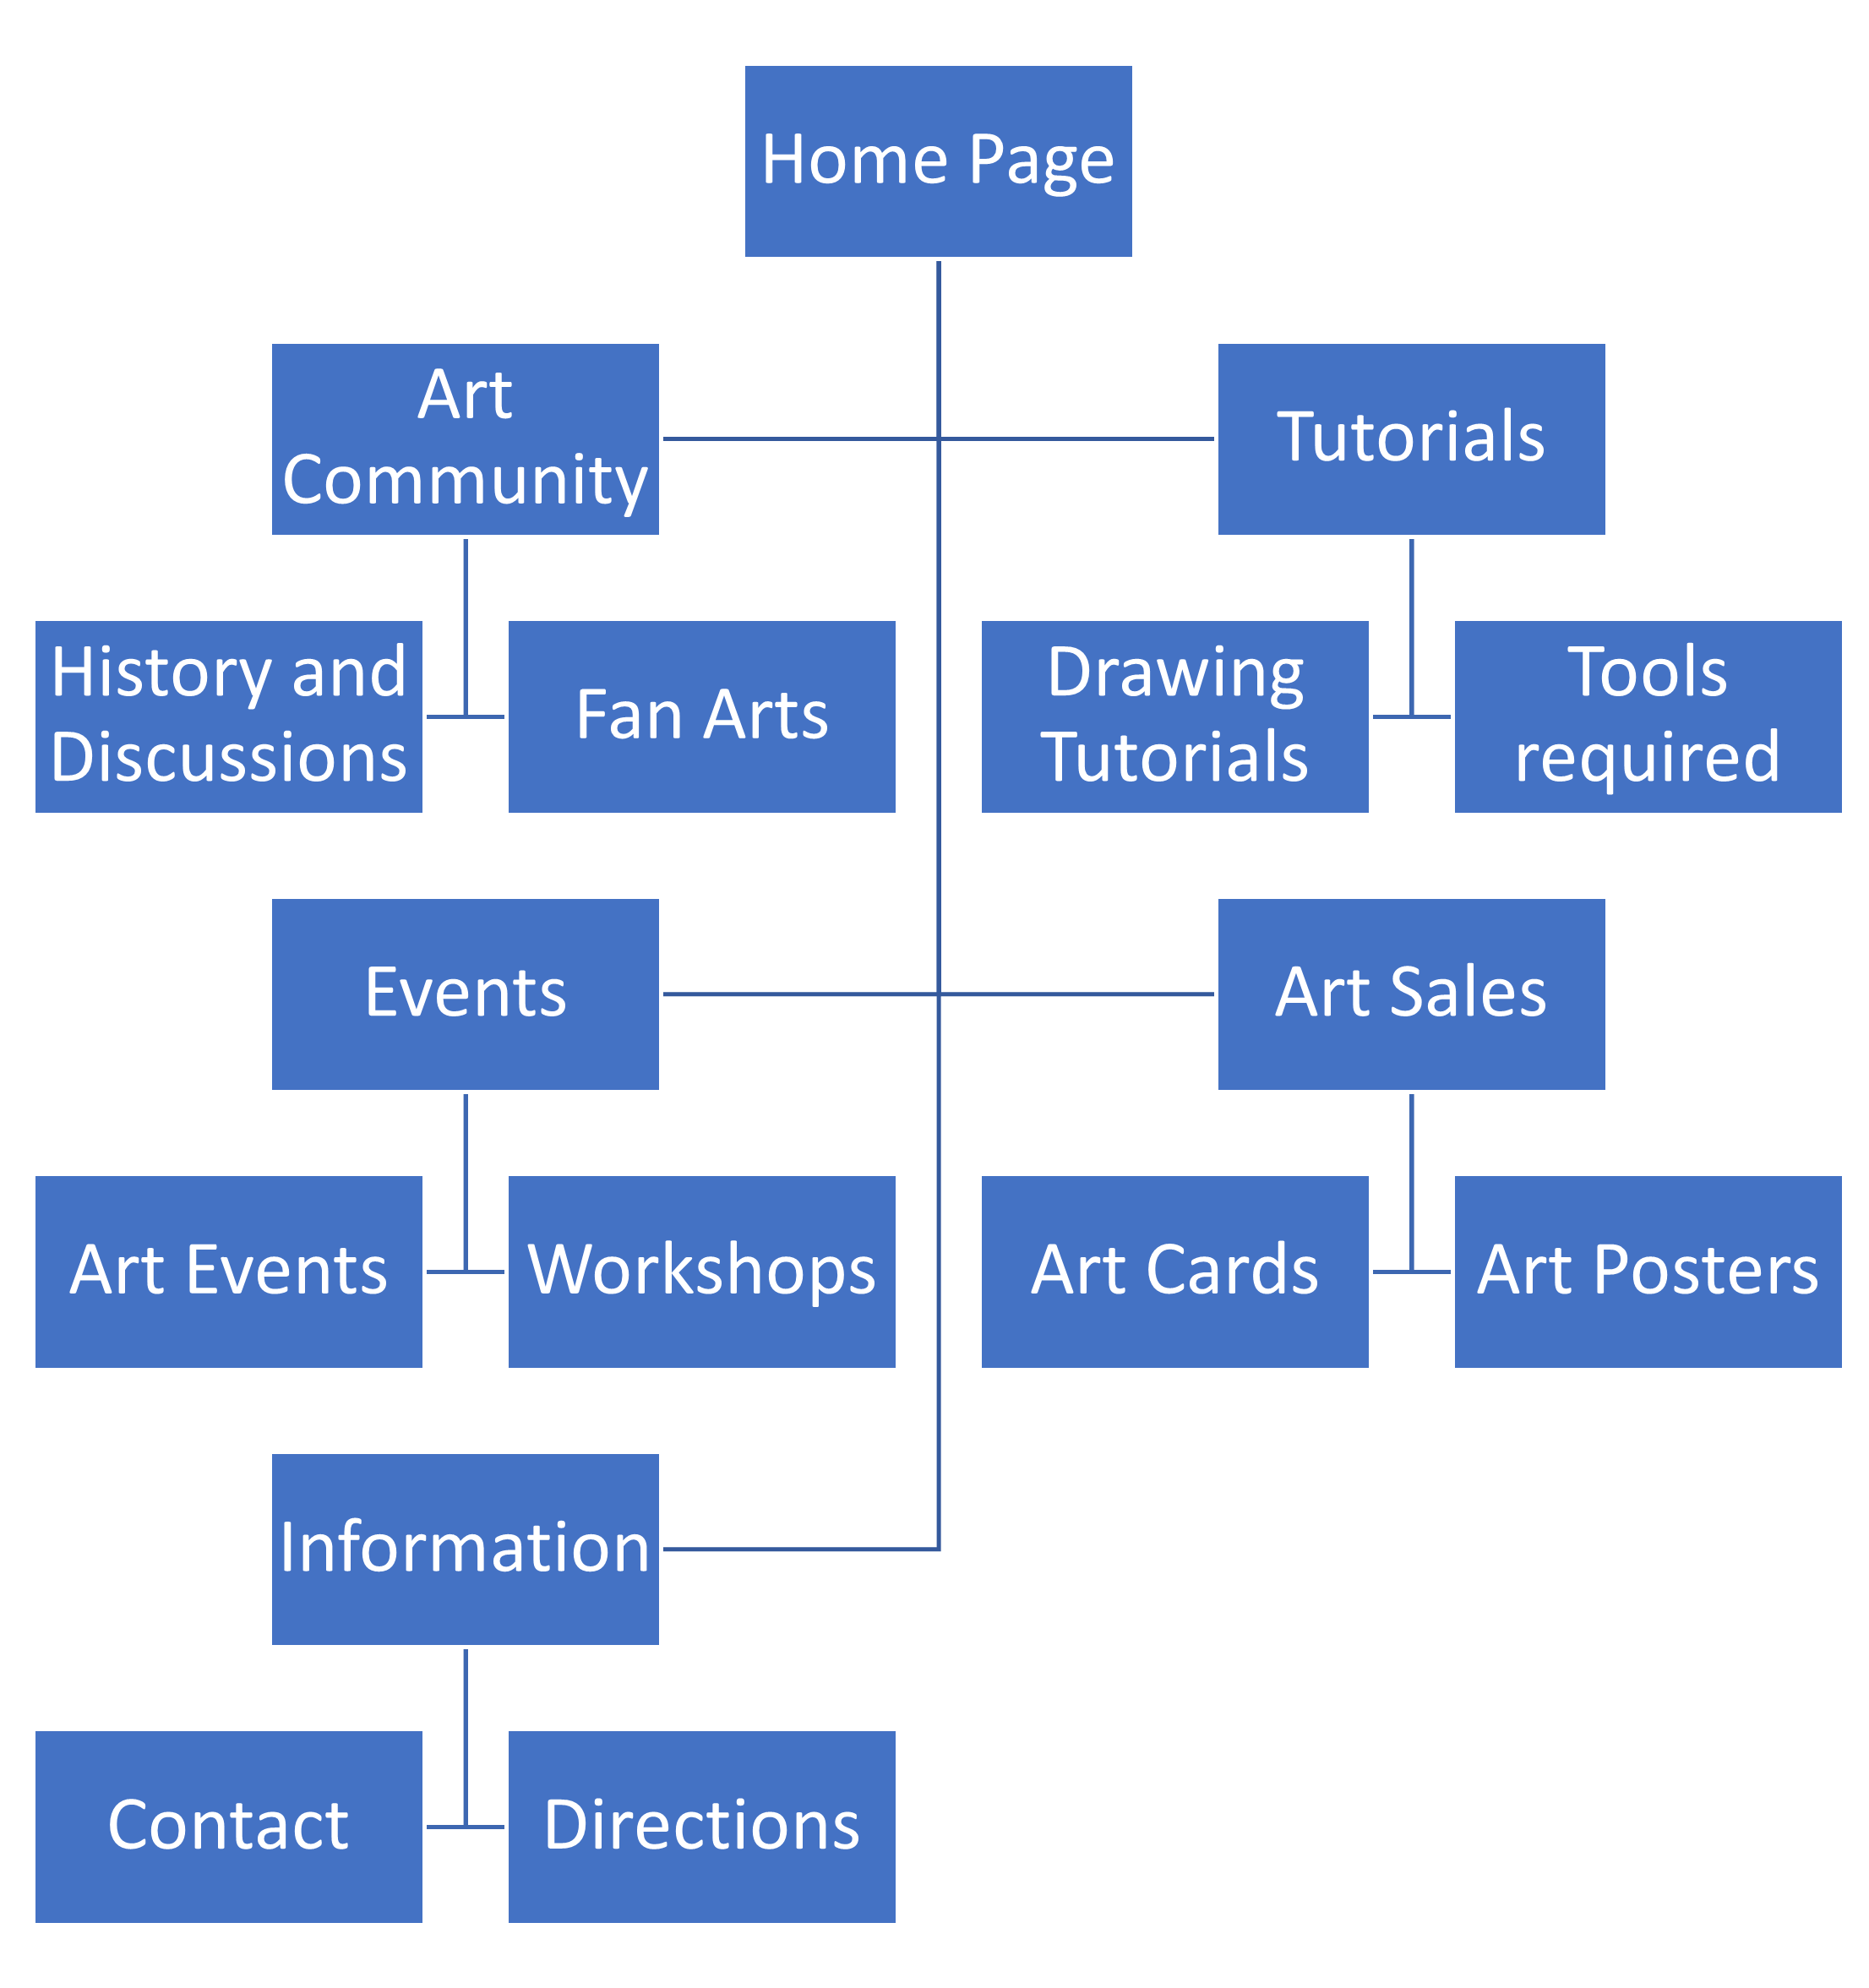 Home Page
Art
Community
Tutorials
History and
Discussions
Fan Arts
Drawing
Tutorials
Tools
required
Events
Art Sales
Art Events
Workshops
Art Cards
Art Posters
Information
Contact
Directions